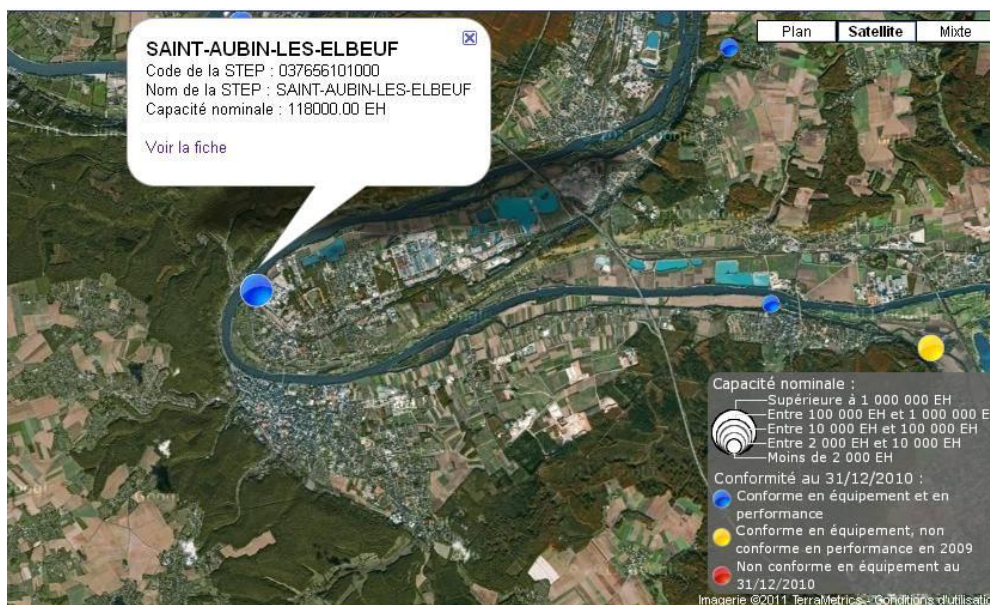 SAINT-AUBIN-LES-ELBEUF
Code de la STEP : 037656101000
Nom de la STEP : SAINT-AUBIN-LES-ELBEUF
Capacité nominale : 118000.00 EH
Voir la fiche
Plan
Satellite
Mixte
Capacité nominale :
Supérieure à 1 000 000 EH
Entre 100 000 EH et 1 000 000 E
Entre 10 000 EH et 100 000 EH
Entre 2 000 EH et 10 000 EH
Moins de 2 000 EH
Conformité au 31/12/2010 :
Conforme en équipement et en
performance
Conforme en équipement, non
conforme en performance en 2009
Non conforme en équipement au
31/12/2010
Imagerie ©2011 TerraMetrics - Conditions d'utilisatio